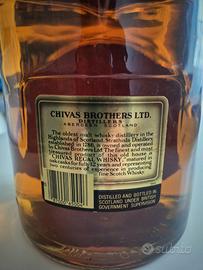 CHIVAS BROTHERS LTD.
DISTILLERS
ABERDEEN · SCOTLAND
The oldest malt whisky distillery in the
Highlands of Scotland, Strathisla Distillery,
established in 1786, is owned and operated
by Chivas Brothers Ltd. The finest and most
treasured product of this old house is
"CHIVAS REGAL WHISKY," matured in
oak casks for fully 12 years and represents
two centuries of experience in producing
fine Scotch Whisky
DISTILLED AND BOTTLED IN
SCOTLAND UNDER BRITISH
GOVERNMENT SUPERVISION
subito